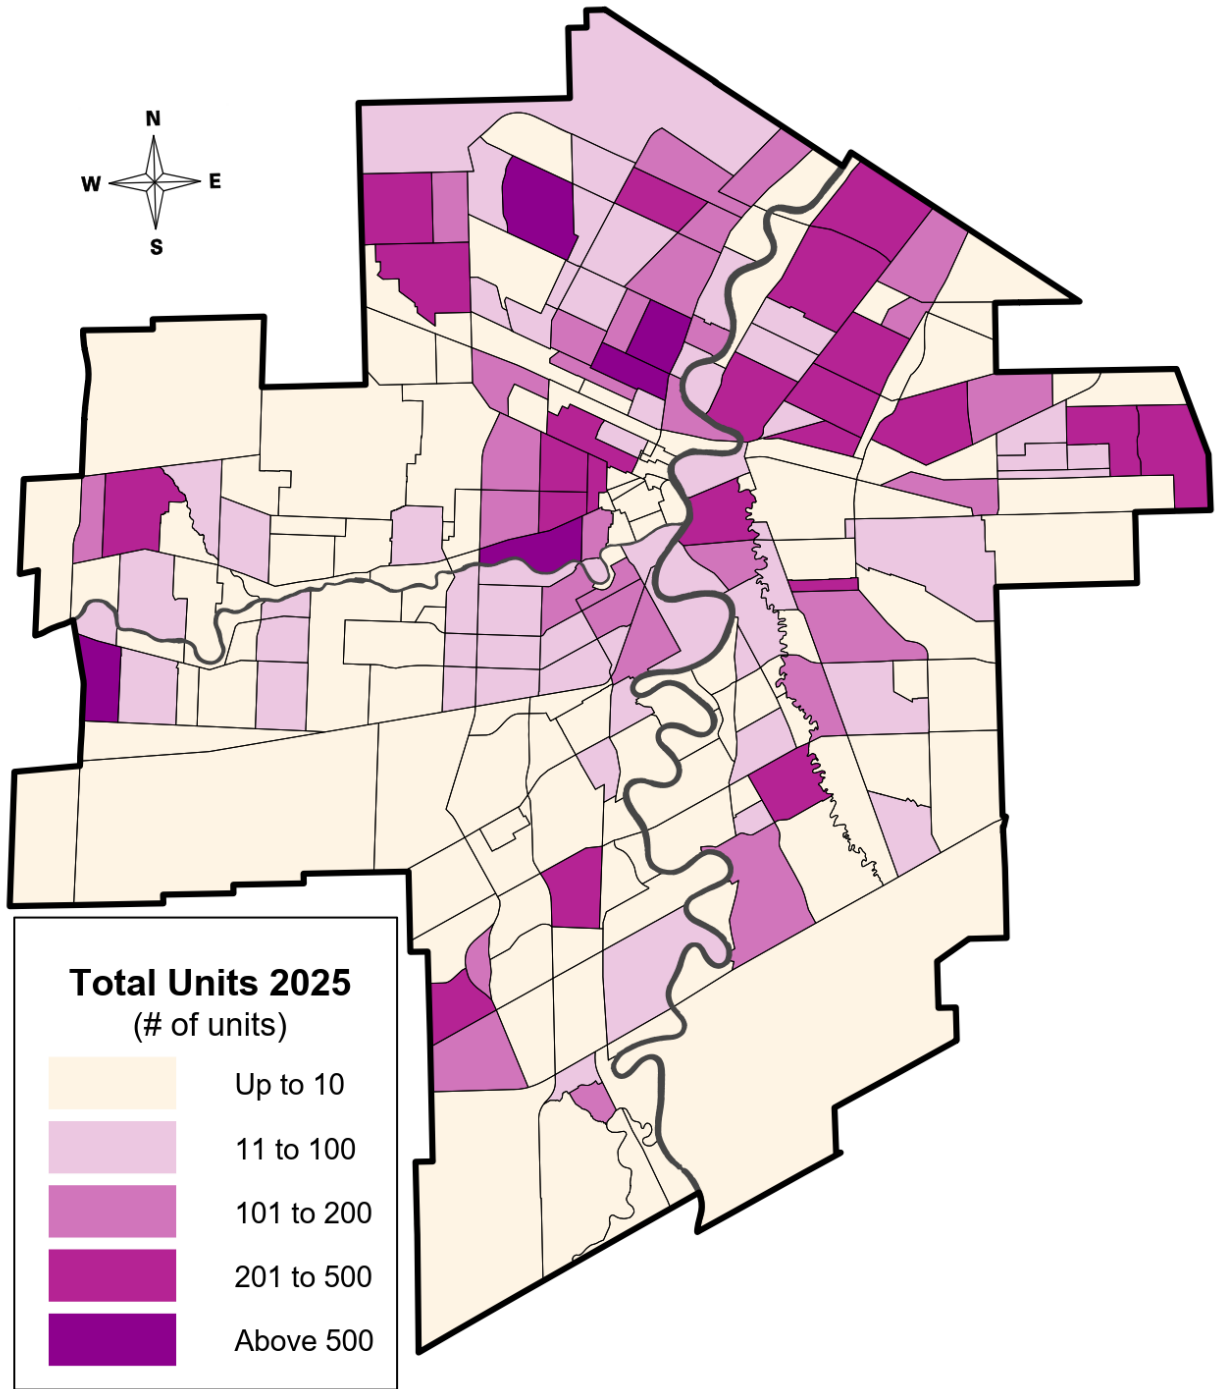 N
W E
S
Total Units 2025
(# of units)
Up to 10
11 to 100
101 to 200
201 to 500
Above 500